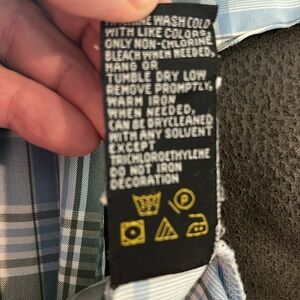 MACHINE WASH COLD
WITH LIKE COLORS.
ONLY NON-CHLORINE
BLEACH WHEN NEEDED.
HANG OR
TUMBLE DRY LOW
REMOVE PROMPTLY.
WARM IRON
WHEN NEEDED.
CAN BE DRYCLEANED
WITH ANY SOLVENT
EXCEPT
TRICHLOROETHYLENE
DO NOT IRON
DECORATION
P